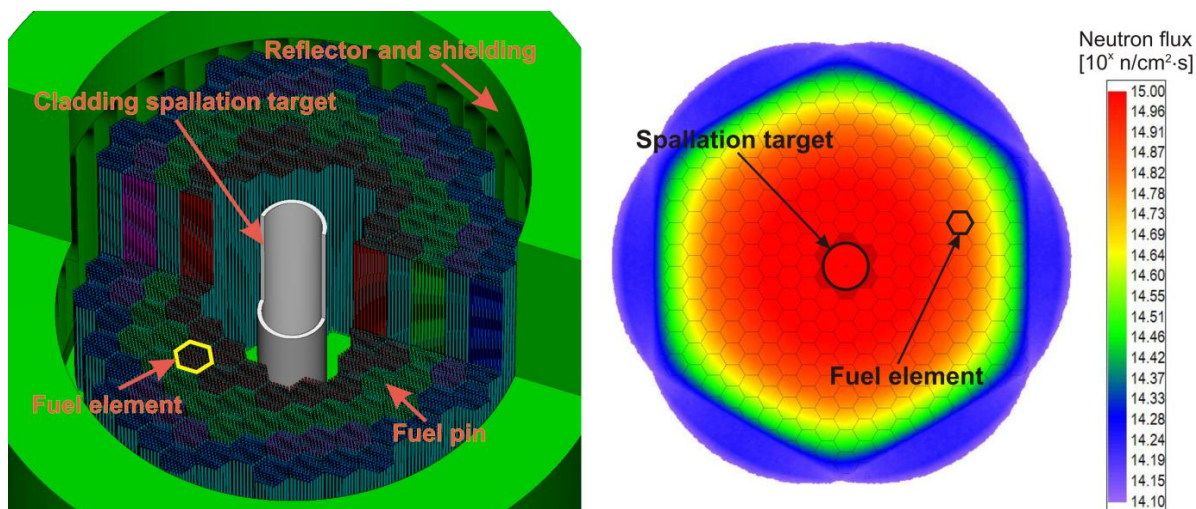 Reflector and shielding
Cladding spallation target
Fuel element
Fuel pin
Spallation target
Fuel element
Neutron flux
[10ˣ n/cm²·s]
15.00
14.96
14.91
14.87
14.82
14.78
14.73
14.66
14.60
14.55
14.51
14.46
14.42
14.37
14.33
14.28
14.24
14.19
14.15
14.10